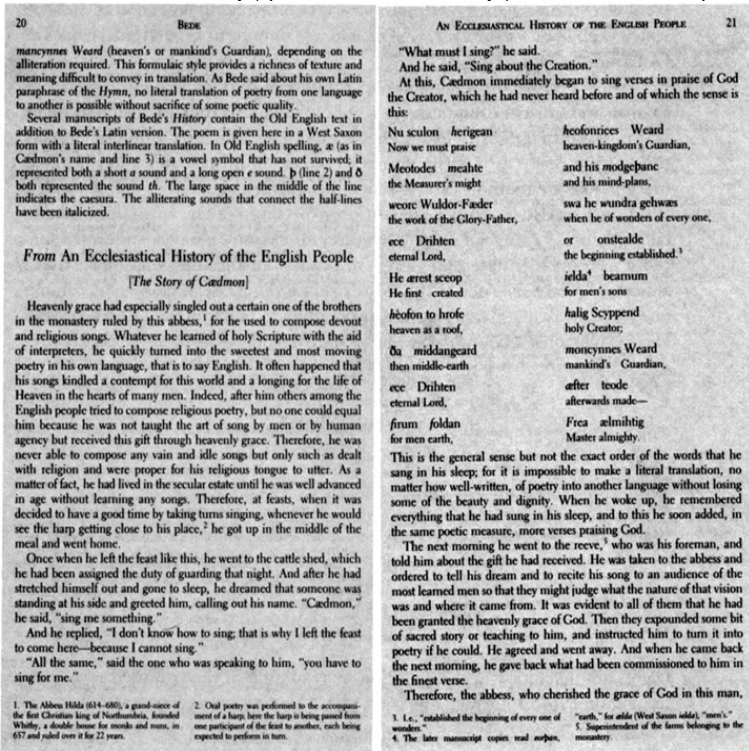 20
BEDE
mancynnes Weard (heaven's or mankind's Guardian), depending on the
alliteration required. This formulaic style provides a richness of texture and
meaning difficult to convey in translation. As Bede said about his own Latin
paraphrase of the Hymn, no literal translation of poetry from one language
to another is possible without sacrifice of some poetic quality.
Several manuscripts of Bede's History contain the Old English text in
addition to Bede's Latin version. The poem is given here in a West Saxon
form with a literal interlinear translation. In Old English spelling, æ (as in
Cædmon's name and line 3) is a vowel symbol that has not survived; it
represented both a short a sound and a long open e sound. þ (line 2) and ð
both represented the sound th. The large space in the middle of the line
indicates the caesura. The alliterating sounds that connect the half-lines
have been italicized.
From An Ecclesiastical History of the English People
[The Story of Cædmon]
Heavenly grace had especially singled out a certain one of the brothers
in the monastery ruled by this abbess,¹ for he used to compose devout
and religious songs. Whatever he learned of holy Scripture with the aid
of interpreters, he quickly turned into the sweetest and most moving
poetry in his own language, that is to say English. It often happened that
his songs kindled a contempt for this world and a longing for the life of
Heaven in the hearts of many men. Indeed, after him others among the
English people tried to compose religious poetry, but no one could equal
him because he was not taught the art of song by men or by human
agency but received this gift through heavenly grace. Therefore, he was
never able to compose any vain and idle songs but only such as dealt
with religion and were proper for his religious tongue to utter. As a
matter of fact, he had lived in the secular estate until he was well advanced
in age without learning any songs. Therefore, at feasts, when it was
decided to have a good time by taking turns singing, whenever he would
see the harp getting close to his place,² he got up in the middle of the
meal and went home.
Once when he left the feast like this, he went to the cattle shed, which
he had been assigned the duty of guarding that night. And after he had
stretched himself out and gone to sleep, he dreamed that someone was
standing at his side and greeted him, calling out his name. "Cædmon,"
he said, "sing me something."
And he replied, "I don't know how to sing; that is why I left the feast
to come here—because I cannot sing."
"All the same," said the one who was speaking to him, "you have to
sing for me."
1. The Abbess Hilda (614–680), a grand-niece of
the first Christian king of Northumbria, founded
Whitby, a double house for monks and nuns, in
657 and ruled over it for 22 years.
2. Oral poetry was performed to the accompani-
ment of a harp; here the harp is being passed from
one participant of the feast to another, each being
expected to perform in turn.
AN ECCLESIASTICAL HISTORY OF THE ENGLISH PEOPLE
21
"What must I sing?" he said.
And he said, "Sing about the Creation."
At this, Cædmon immediately began to sing verses in praise of God
the Creator, which he had never heard before and of which the sense is
this:
Nu sculon herigean heofonrices Weard
Now we must praise heaven-kingdom's Guardian,
Meotodes meahte and his modgeþanc
the Measurer's might and his mind-plans,
weorc Wuldor-Fæder swa he wundra gehwæs
the work of the Glory-Father, when he of wonders of every one,
ece Drihten or onstealde
eternal Lord, the beginning established.³
He ærest sceop ielda⁴ bearnum
He first created for men's sons
heofon to hrofe halig Scyppend
heaven as a roof, holy Creator;
ða middangeard moncynnes Weard
then middle-earth mankind's Guardian,
ece Drihten æfter teode
eternal Lord, afterwards made—
firum foldan Frea ælmihtig
for men earth, Master almighty.
This is the general sense but not the exact order of the words that he
sang in his sleep; for it is impossible to make a literal translation, no
matter how well-written, of poetry into another language without losing
some of the beauty and dignity. When he woke up, he remembered
everything that he had sung in his sleep, and to this he soon added, in
the same poetic measure, more verses praising God.
The next morning he went to the reeve,⁵ who was his foreman, and
told him about the gift he had received. He was taken to the abbess and
ordered to tell his dream and to recite his song to an audience of the
most learned men so that they might judge what the nature of that vision
was and where it came from. It was evident to all of them that he had
been granted the heavenly grace of God. Then they expounded some bit
of sacred story or teaching to him, and instructed him to turn it into
poetry if he could. He agreed and went away. And when he came back
the next morning, he gave back what had been commissioned to him in
the finest verse.
Therefore, the abbess, who cherished the grace of God in this man,
3. I.e., "established the beginning of every one of
wonders."
4. The later manuscript copies read eorþan,
"earth," for ælda (West Saxon ielda), "men's."
5. Superintendent of the farms belonging to the
monastery.